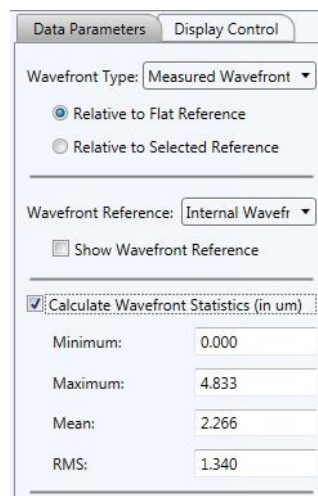 Data Parameters Display Control
Wavefront Type: Measured Wavefront
Relative to Flat Reference
Relative to Selected Reference
Wavefront Reference: Internal Wavefr
Show Wavefront Reference
Calculate Wavefront Statistics (in um)
Minimum: 0.000
Maximum: 4.833
Mean: 2.266
RMS: 1.340